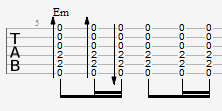 Em
5
0 0 0 0 0 0
T 0 0 0 0 0 0
A 0 0 0 0 0 0
2 2 2 2 2 2
B 2 2 2 2 2 2
0 0 0 0 0 0